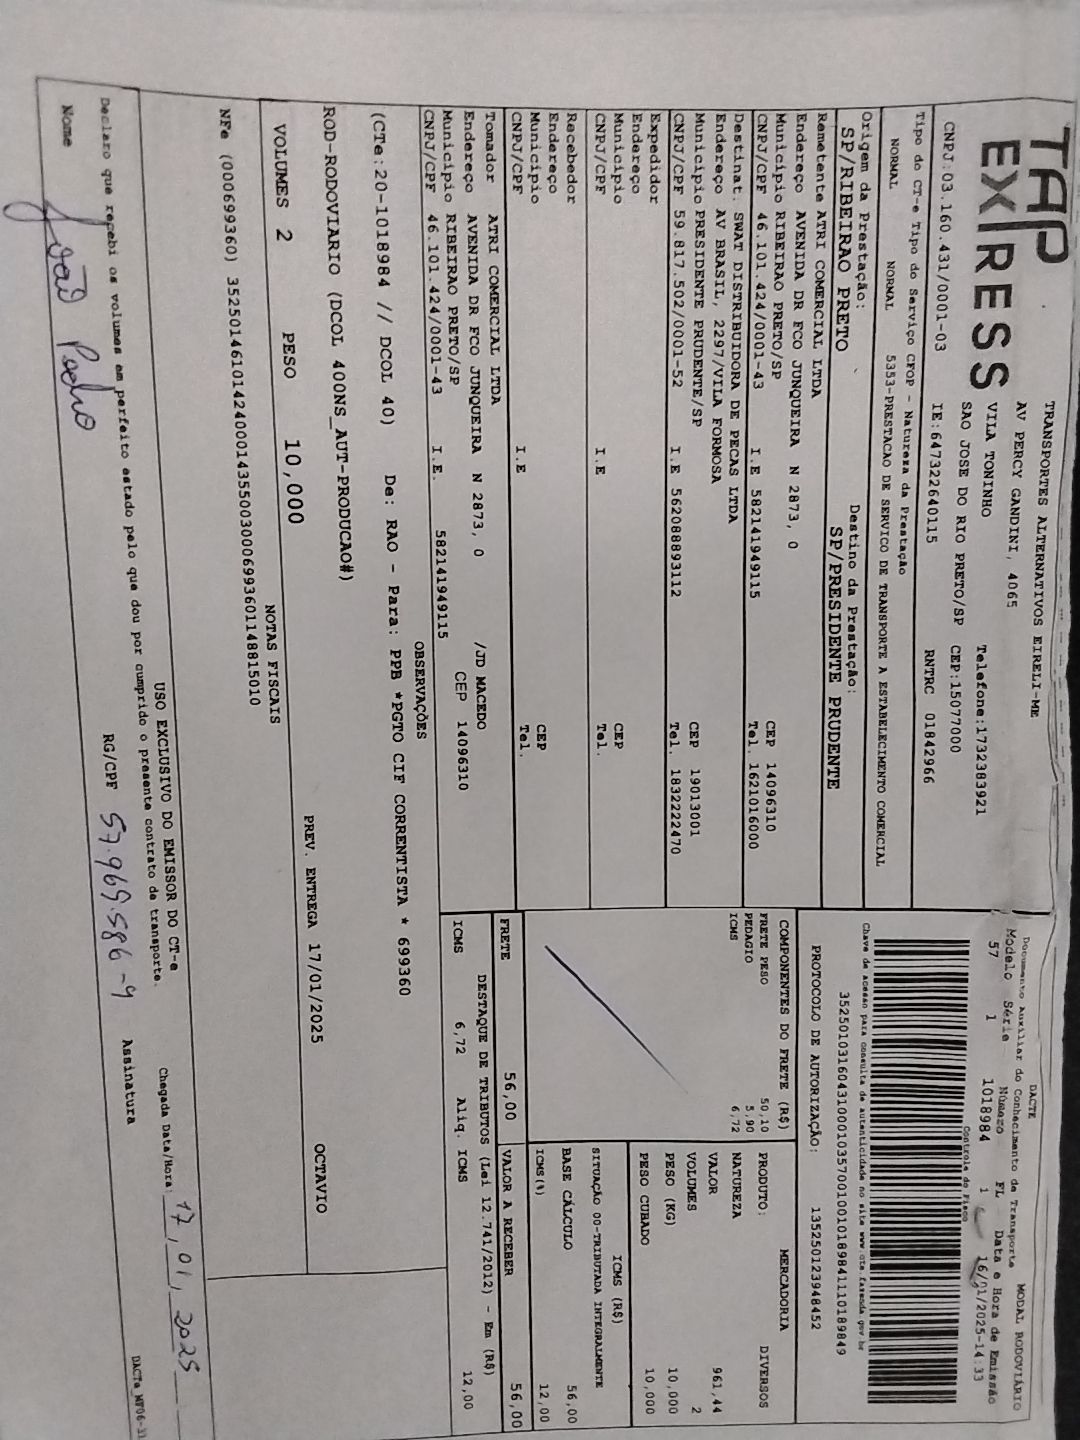 TAP
EXPRESS
TRANSPORTES ALTERNATIVOS EIRELI-ME
AV PERCY GANDINI, 4065
VILA TONINHO Telefone:1732383921
SAO JOSE DO RIO PRETO/SP CEP:15077000
CNPJ:03.160.431/0001-03 IE:647322640115 RNTRC 01842966
Tipo do CT-e Tipo do Serviço CFOP - Natureza da Prestação
NORMAL NORMAL 5353-PRESTACAO DE SERVICO DE TRANSPORTE A ESTABELECIMENTO COMERCIAL
Origem da Prestação: Destino da Prestação:
SP/RIBEIRAO PRETO SP/PRESIDENTE PRUDENTE
Remetente ATRI COMERCIAL LTDA
Endereço AVENIDA DR FCO JUNQUEIRA N 2873, 0 CEP 14096310
Municipio RIBEIRAO PRETO/SP Tel. 1621016000
CNPJ/CPF 46.101.424/0001-43 I.E 582141949115
Destinat. SWAT DISTRIBUIDORA DE PECAS LTDA
Endereço AV BRASIL, 2297/VILA FORMOSA
Municipio PRESIDENTE PRUDENTE/SP CEP 19013001
CNPJ/CPF 59.817.502/0001-52 I.E 562088893112 Tel. 1832222470
Expedidor
Endereço
Municipio CEP
CNPJ/CPF I.E Tel.
Recebedor
Endereço
Municipio CEP
CNPJ/CPF I.E Tel.
Tomador ATRI COMERCIAL LTDA
Endereço AVENIDA DR FCO JUNQUEIRA N 2873, 0 /JD MACEDO
Municipio RIBEIRAO PRETO/SP CEP 14096310
CNPJ/CPF 46.101.424/0001-43 I.E. 582141949115
DACTE
Documento Auxiliar do Conhecimento de Transporte MODAL RODOVIÁRIO
Modelo Série Número FL Data e Hora de Emissão
57 1 1018984 1 16/01/2025-14:33
Controle do Fisco
Chave de acesso para consulta de autenticidade no site www.cte.fazenda.gov.br
35250103160431000103570010010189841110189849
PROTOCOLO DE AUTORIZAÇÃO: 135250123948452
COMPONENTES DO FRETE (R$)
FRETE PESO 50,10
PEDAGIO 5,90
ICMS 6,72
MERCADORIA
PRODUTO: DIVERSOS
NATUREZA
VALOR 961,44
VOLUMES 2
PESO (KG) 10,000
PESO CUBADO 10,000
ICMS (R$)
SITUAÇÃO 00-TRIBUTADA INTEGRALMENTE
BASE CÁLCULO 56,00
ICMS(%) 12,00
FRETE 56,00 VALOR A RECEBER 56,00
DESTAQUE DE TRIBUTOS (Lei 12.741/2012) - Em (R$)
ICMS 6,72 Aliq. ICMS 12,00
OBSERVAÇÕES
(CTe:20-1018984 // DCOL 40) De: RAO - Para: PPB *PGTO CIF CORRENTISTA * 699360
ROD-RODOVIARIO (DCOL 400NS_AUT-PRODUCAO#)
VOLUMES 2 PESO 10,000 PREV. ENTREGA 17/01/2025 OCTAVIO
NOTAS FISCAIS
NFe (000699360) 35250146101424000143550030006993601148815010
USO EXCLUSIVO DO EMISSOR DO CT-e
Declaro que recebi os volumes em perfeito estado pelo que dou por cumprido o presente contrato de transporte. Chegada Data/Hora: 17, 01, 2025
Nome João Pedro RG/CPF 57.969.586-9 Assinatura